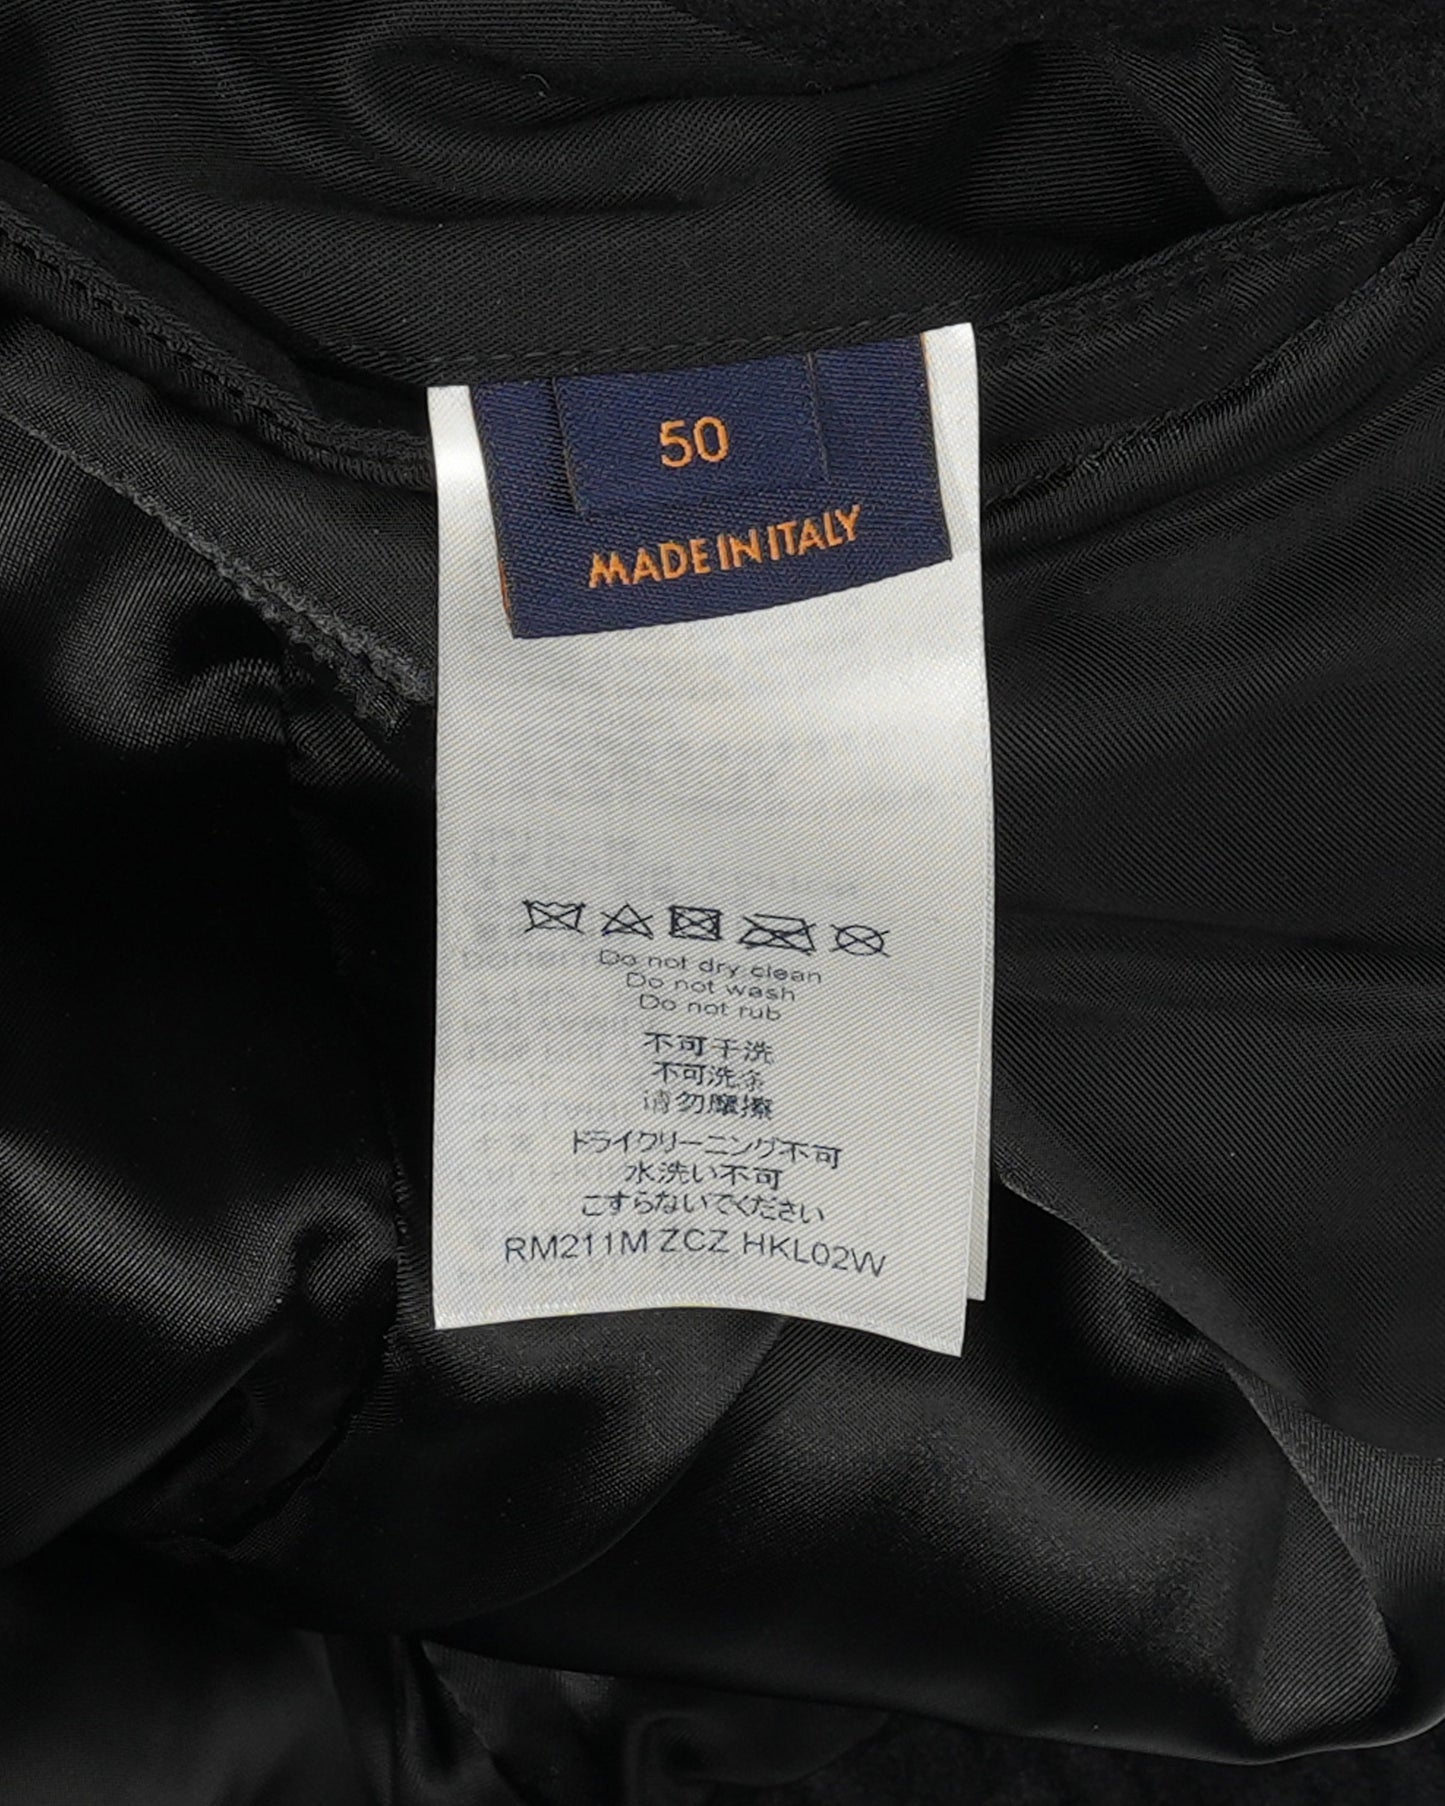 50
MADE IN ITALY
Do not dry clean
Do not wash
Do not rub
不可干洗
不可洗涤
请勿摩擦
ドライクリーニング不可
水洗い不可
こすらないでください
RM211M ZCZ HKL02W